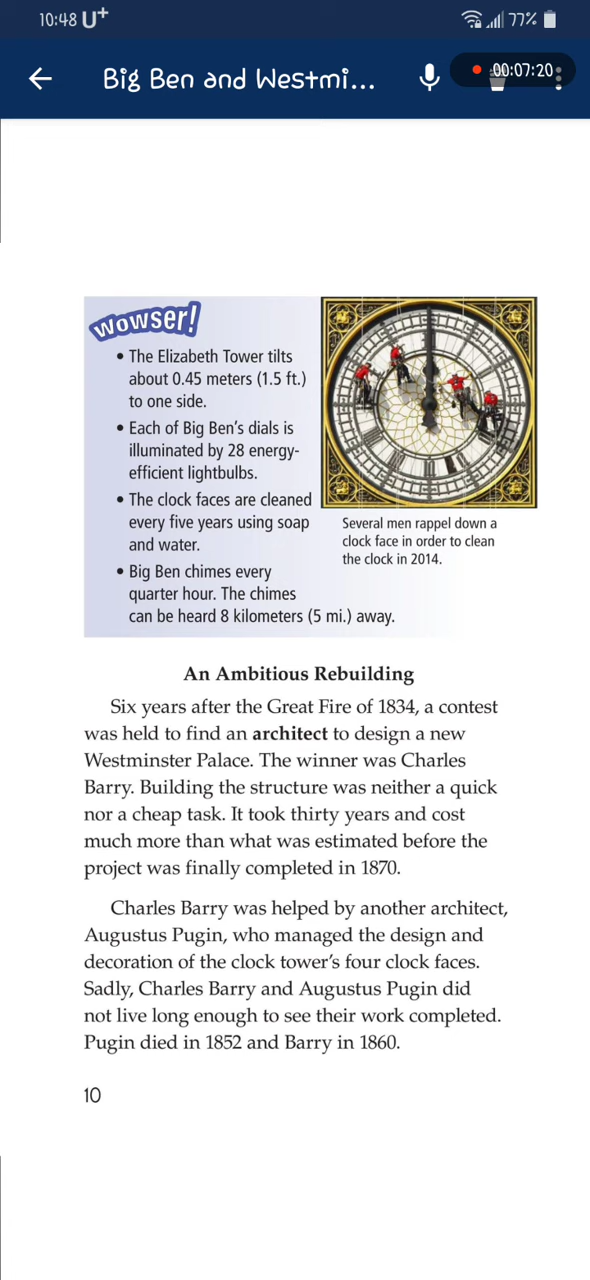 10:48 U+ 77%
Big Ben and Westmi...
00:07:20
wowser!
• The Elizabeth Tower tilts
about 0.45 meters (1.5 ft.)
to one side.
• Each of Big Ben's dials is
illuminated by 28 energy-
efficient lightbulbs.
• The clock faces are cleaned
every five years using soap
and water.
• Big Ben chimes every
quarter hour. The chimes
can be heard 8 kilometers (5 mi.) away.
Several men rappel down a
clock face in order to clean
the clock in 2014.
An Ambitious Rebuilding
Six years after the Great Fire of 1834, a contest
was held to find an architect to design a new
Westminster Palace. The winner was Charles
Barry. Building the structure was neither a quick
nor a cheap task. It took thirty years and cost
much more than what was estimated before the
project was finally completed in 1870.
Charles Barry was helped by another architect,
Augustus Pugin, who managed the design and
decoration of the clock tower's four clock faces.
Sadly, Charles Barry and Augustus Pugin did
not live long enough to see their work completed.
Pugin died in 1852 and Barry in 1860.
10